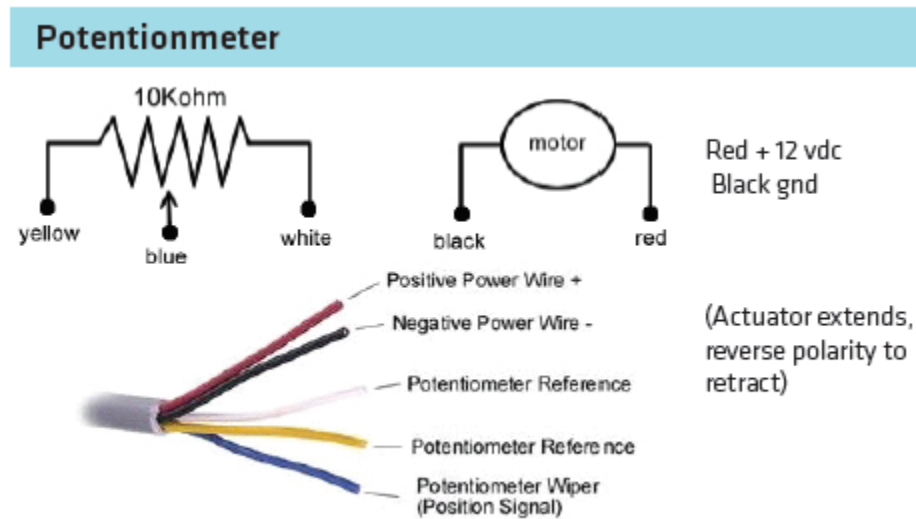 Potentionmeter
10Kohm
yellow
blue
white
motor
black
red
Red + 12 vdc
Black gnd
Positive Power Wire +
Negative Power Wire -
Potentiometer Reference
Potentiometer Reference
Potentiometer Wiper
(Position Signal)
(Actuator extends,
reverse polarity to
retract)